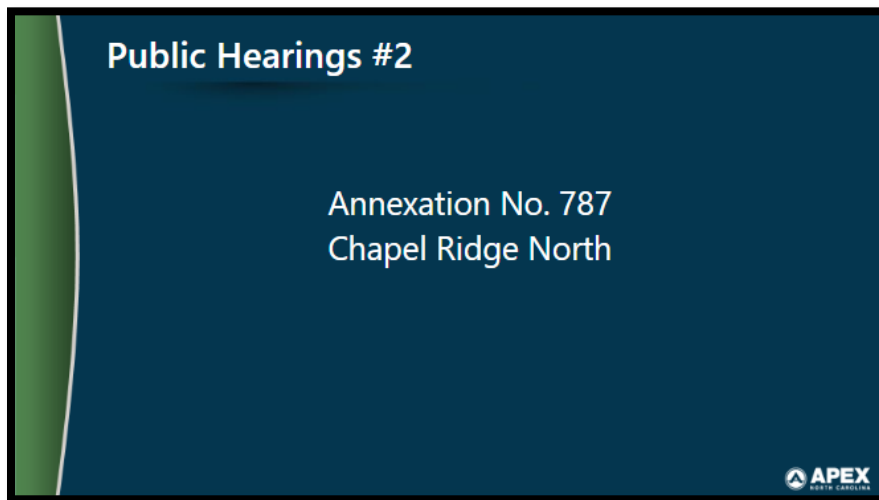 Public Hearings #2
Annexation No. 787
Chapel Ridge North
APEX
NORTH CAROLINA